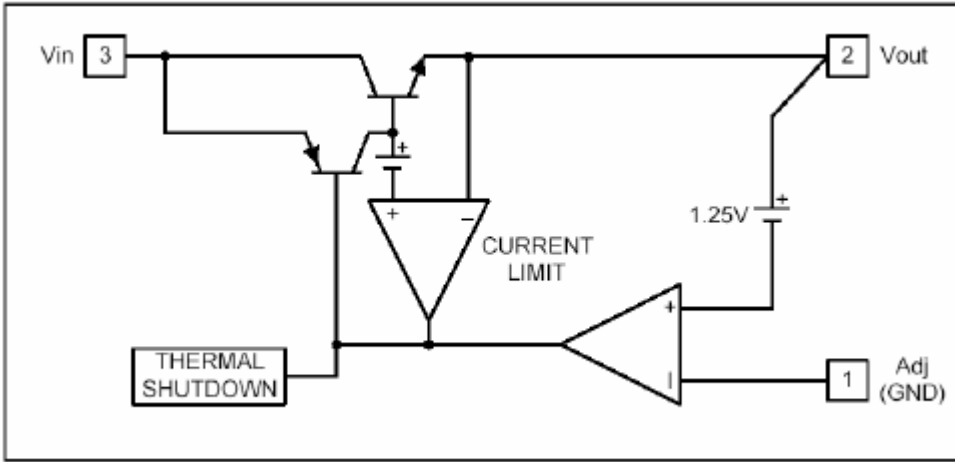 Vin 3
2 Vout
+
+ −
CURRENT
LIMIT
1.25V
+
+
−
THERMAL
SHUTDOWN
1
Adj
(GND)